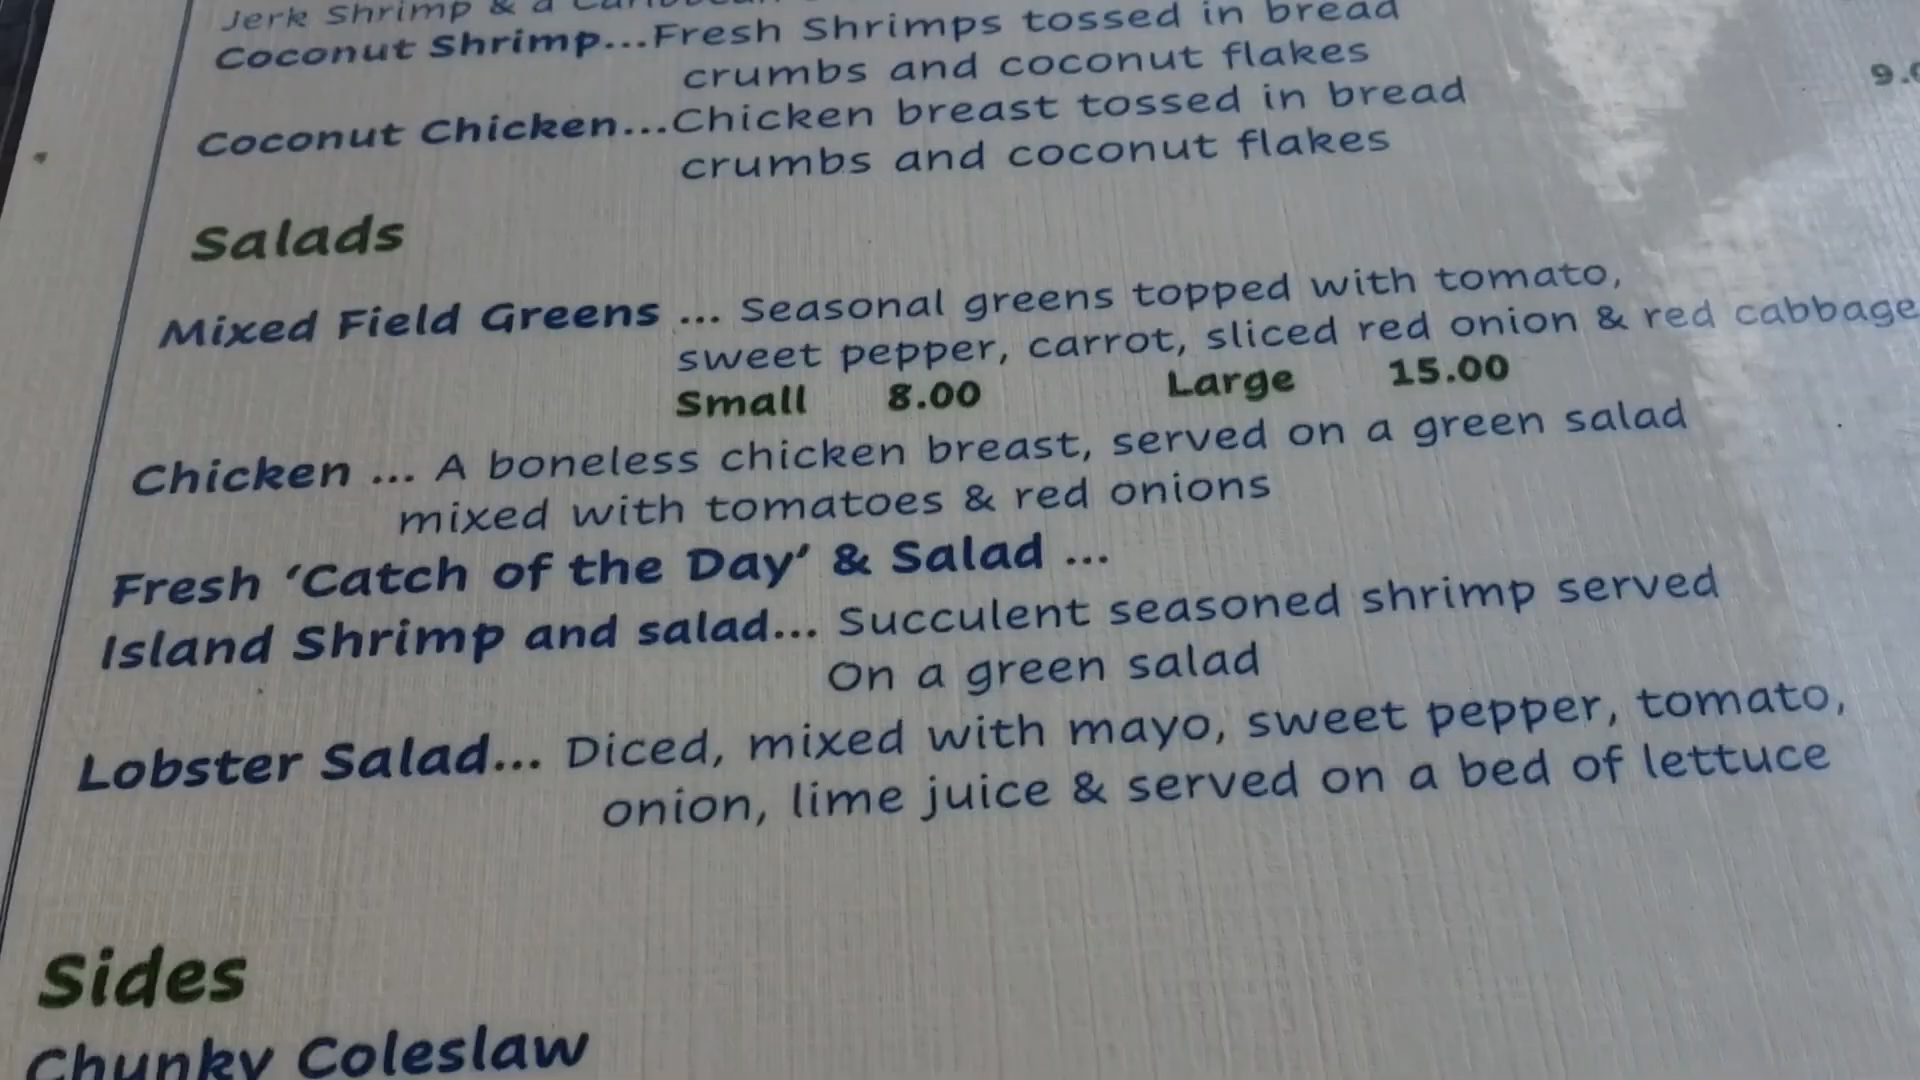 Jerk Shrimp & a
Coconut Shrimp...Fresh Shrimps tossed in bread
crumbs and coconut flakes
Coconut Chicken...Chicken breast tossed in bread
crumbs and coconut flakes
Salads
Mixed Field Greens ... Seasonal greens topped with tomato,
sweet pepper, carrot, sliced red onion & red cabbage
Small 8.00 Large 15.00
Chicken ... A boneless chicken breast, served on a green salad
mixed with tomatoes & red onions
Fresh ‘Catch of the Day’ & Salad ...
Island Shrimp and salad... Succulent seasoned shrimp served
On a green salad
Lobster Salad... Diced, mixed with mayo, sweet pepper, tomato,
onion, lime juice & served on a bed of lettuce
Sides
Chunky Coleslaw